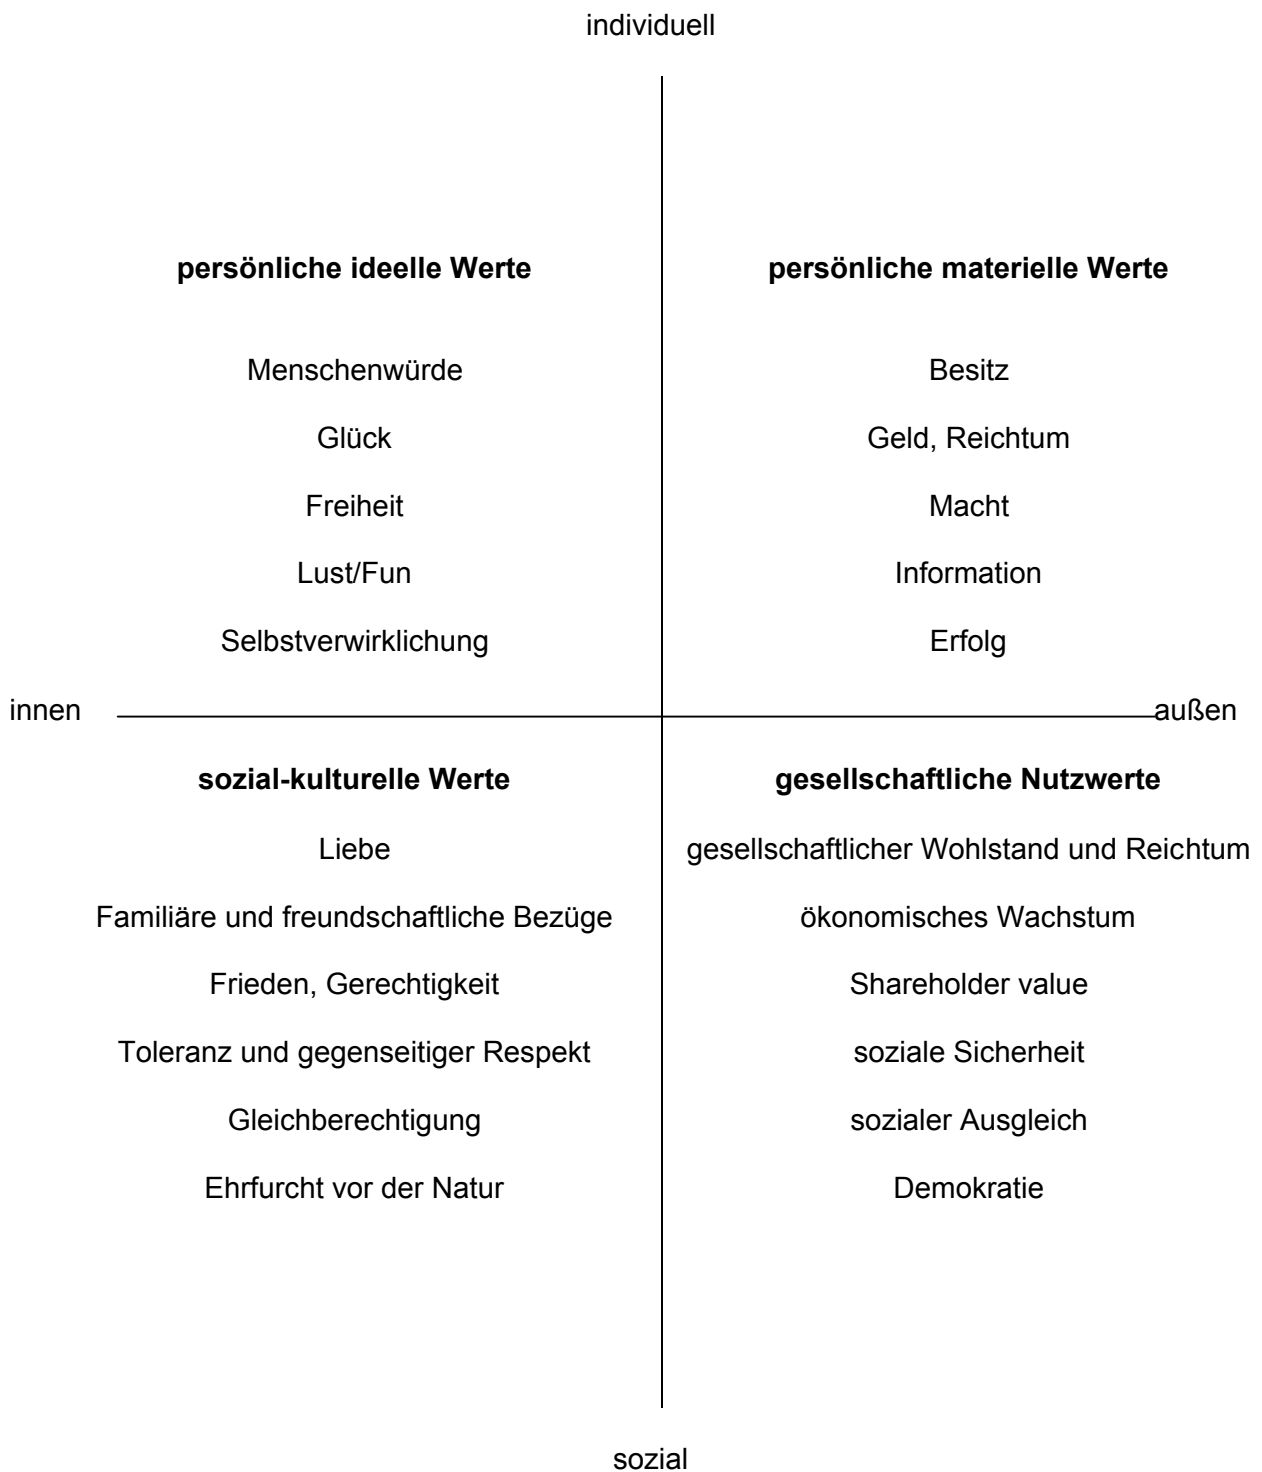 individuell
persönliche ideelle Werte
Menschenwürde
Glück
Freiheit
Lust/Fun
Selbstverwirklichung
persönliche materielle Werte
Besitz
Geld, Reichtum
Macht
Information
Erfolg
innen
außen
sozial-kulturelle Werte
Liebe
Familiäre und freundschaftliche Bezüge
Frieden, Gerechtigkeit
Toleranz und gegenseitiger Respekt
Gleichberechtigung
Ehrfurcht vor der Natur
gesellschaftliche Nutzwerte
gesellschaftlicher Wohlstand und Reichtum
ökonomisches Wachstum
Shareholder value
soziale Sicherheit
sozialer Ausgleich
Demokratie
sozial